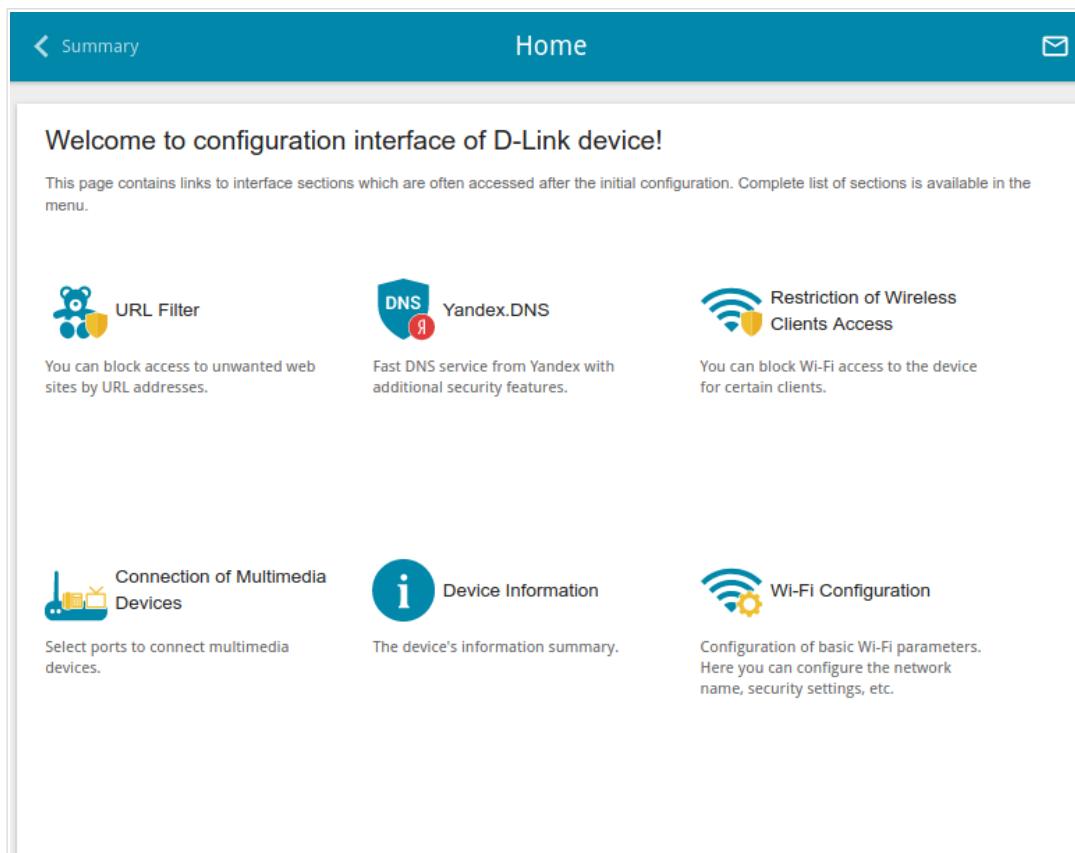 Summary
Home
Welcome to configuration interface of D-Link device!
This page contains links to interface sections which are often accessed after the initial configuration. Complete list of sections is available in the
menu.
URL Filter
You can block access to unwanted web
sites by URL addresses.
DNS
Я
Yandex.DNS
Fast DNS service from Yandex with
additional security features.
Restriction of Wireless
Clients Access
You can block Wi-Fi access to the device
for certain clients.
Connection of Multimedia
Devices
Select ports to connect multimedia
devices.
i
Device Information
The device's information summary.
Wi-Fi Configuration
Configuration of basic Wi-Fi parameters.
Here you can configure the network
name, security settings, etc.